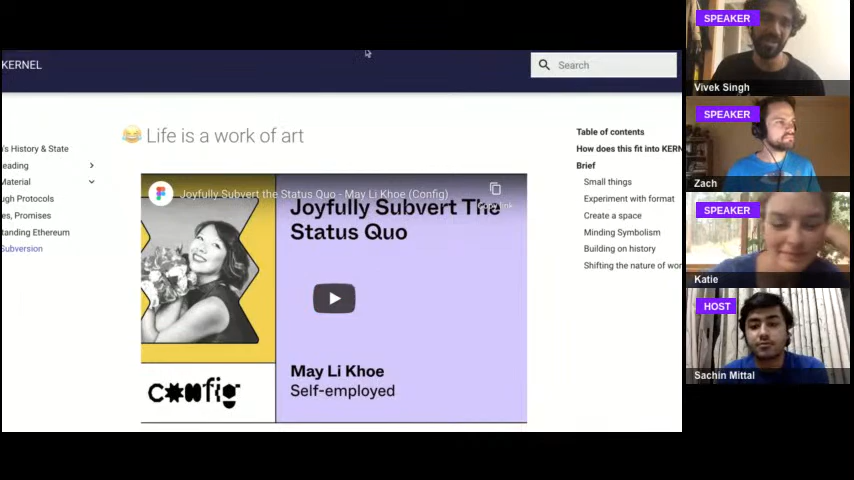 KERNEL
Search
's History & State
eading
Material
ugh Protocols
es, Promises
tanding Ethereum
Subversion
😂 Life is a work of art
Joyfully Subvert the Status Quo - May Li Khoe (Config)
Copy link
Joyfully Subvert The
Status Quo
May Li Khoe
Self-employed
config
Table of contents
How does this fit into KERN
Brief
Small things
Experiment with format
Create a space
Minding Symbolism
Building on history
Shifting the nature of wor
SPEAKER
Vivek Singh
SPEAKER
Zach
SPEAKER
Katie
HOST
Sachin Mittal